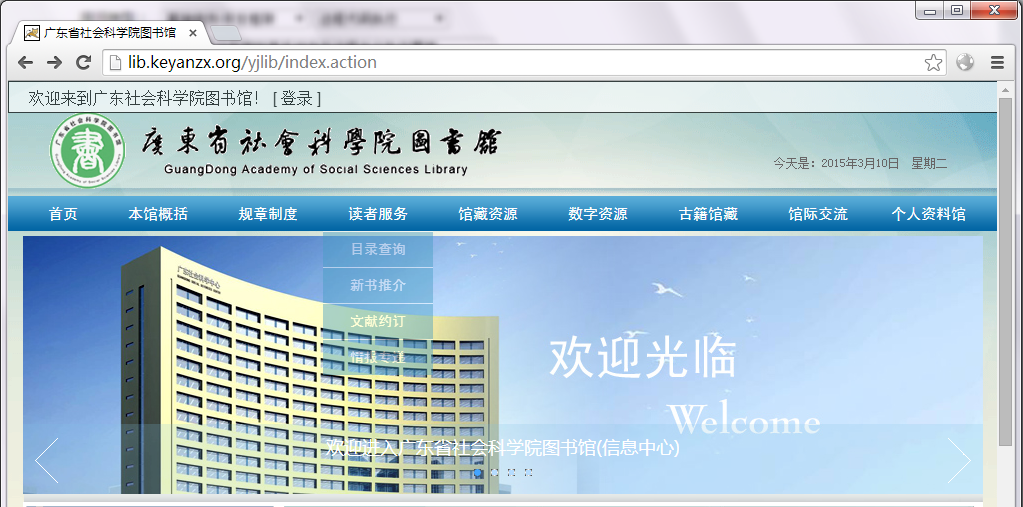 广东省社会科学院图书馆
lib.keyanzx.org/yjlib/index.action
欢迎来到广东社会科学院图书馆! [ 登录 ]
廣東省社會科學院圖書館
GuangDong Academy of Social Sciences Library
今天是：2015年3月10日 星期二
首页 本馆概括 规章制度 读者服务 馆藏资源 数字资源 古籍馆藏 馆际交流 个人资料馆
目录查询
新书推介
文献约订
情报专递
欢迎光临
Welcome
欢迎进入广东省社会科学院图书馆(信息中心)